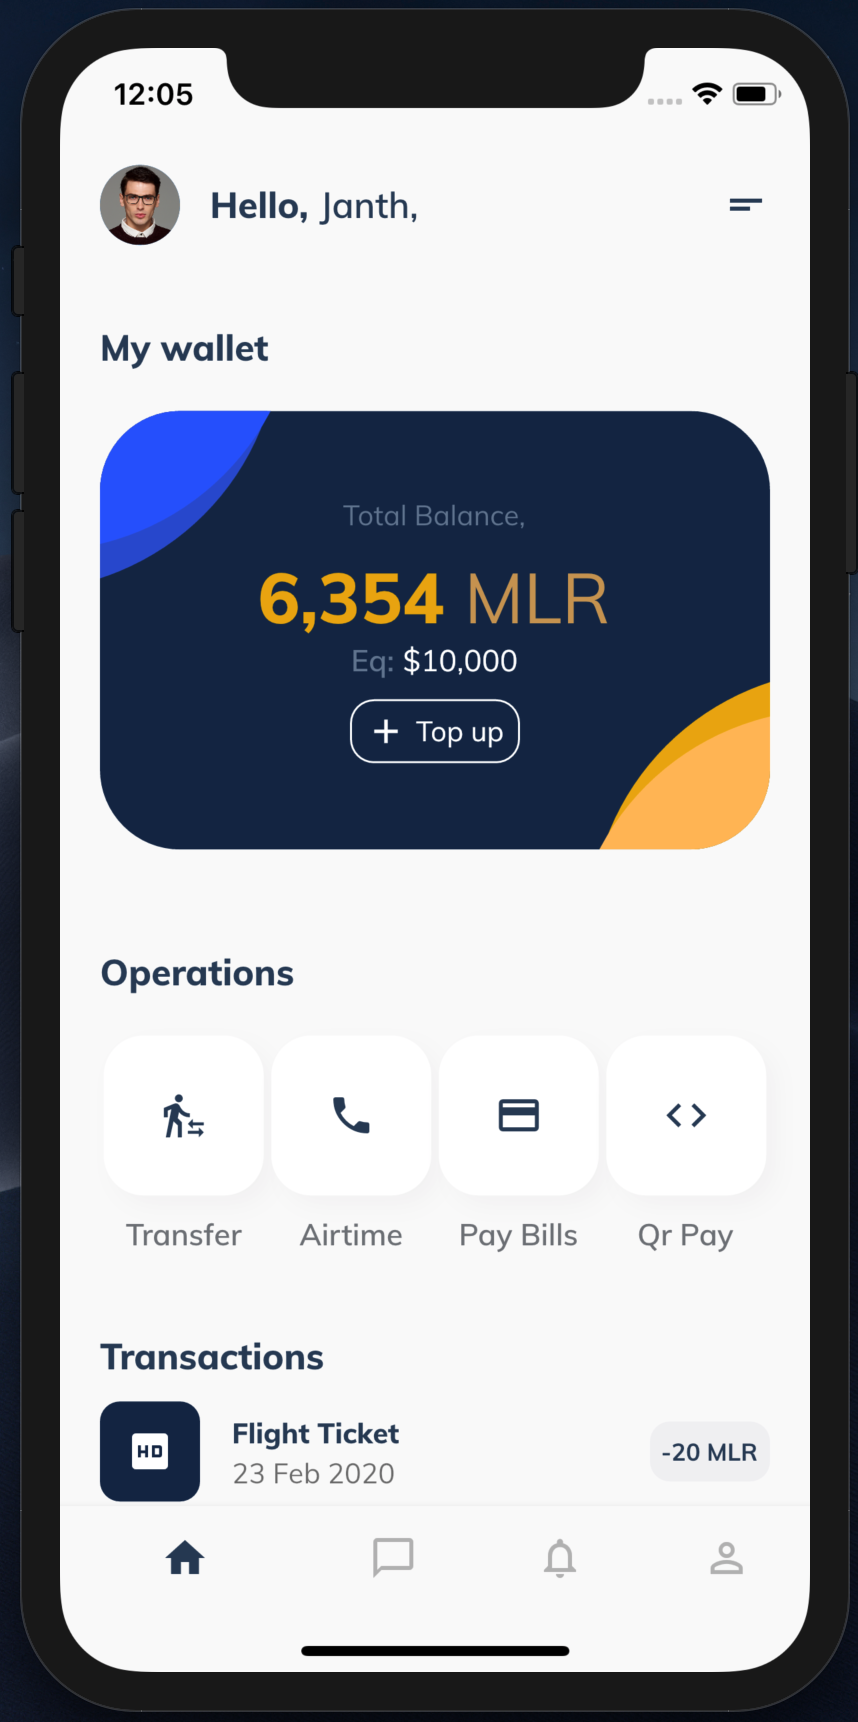 12:05
Hello, Janth,
My wallet
Total Balance,
6,354 MLR
Eq: $10,000
+ Top up
Operations
Transfer Airtime Pay Bills Qr Pay
Transactions
HD
Flight Ticket
23 Feb 2020
-20 MLR